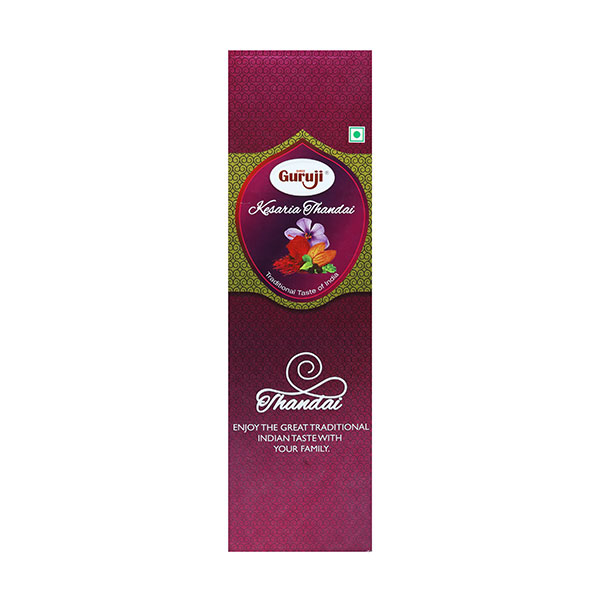 Guruji®
Kesaria Thandai
Traditional Taste of India
Thandai
ENJOY THE GREAT TRADITIONAL
INDIAN TASTE WITH
YOUR FAMILY.